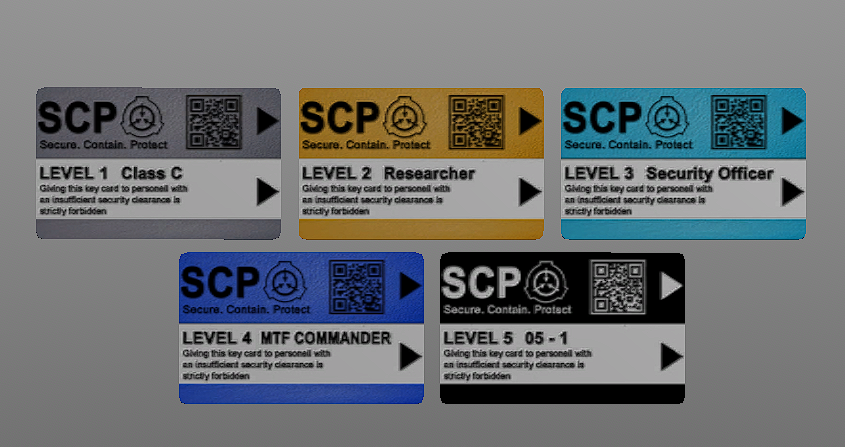 SCP
Secure. Contain. Protect
LEVEL 1 Class C
Giving this key card to personell with
an insufficient security clearance is
strictly forbidden
SCP
Secure. Contain. Protect
LEVEL 2 Researcher
Giving this key card to personell with
an insufficient security clearance is
strictly forbidden
SCP
Secure. Contain. Protect
LEVEL 3 Security Officer
Giving this key card to personell with
an insufficient security clearance is
strictly forbidden
SCP
Secure. Contain. Protect
LEVEL 4 MTF COMMANDER
Giving this key card to personell with
an insufficient security clearance is
strictly forbidden
SCP
Secure. Contain. Protect
LEVEL 5 05 - 1
Giving this key card to personell with
an insufficient security clearance is
strictly forbidden